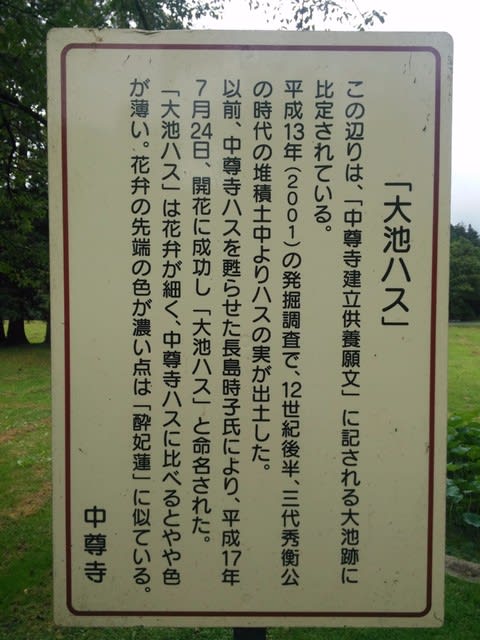 「大池ハス」
この辺りは、「中尊寺建立供養願文」に記される大池跡に
比定されている。
平成13年(2001)の発掘調査で、12世紀後半、三代秀衡公
の時代の堆積土中よりハスの実が出土した。
以前、中尊寺ハスを甦らせた長島時子氏により、平成17年
7月24日、開花に成功し「大池ハス」と命名された。
「大池ハス」は花弁が細く、中尊寺ハスに比べるとやや色
が薄い。花弁の先端の色が濃い点は「酔妃蓮」に似ている。
中尊寺